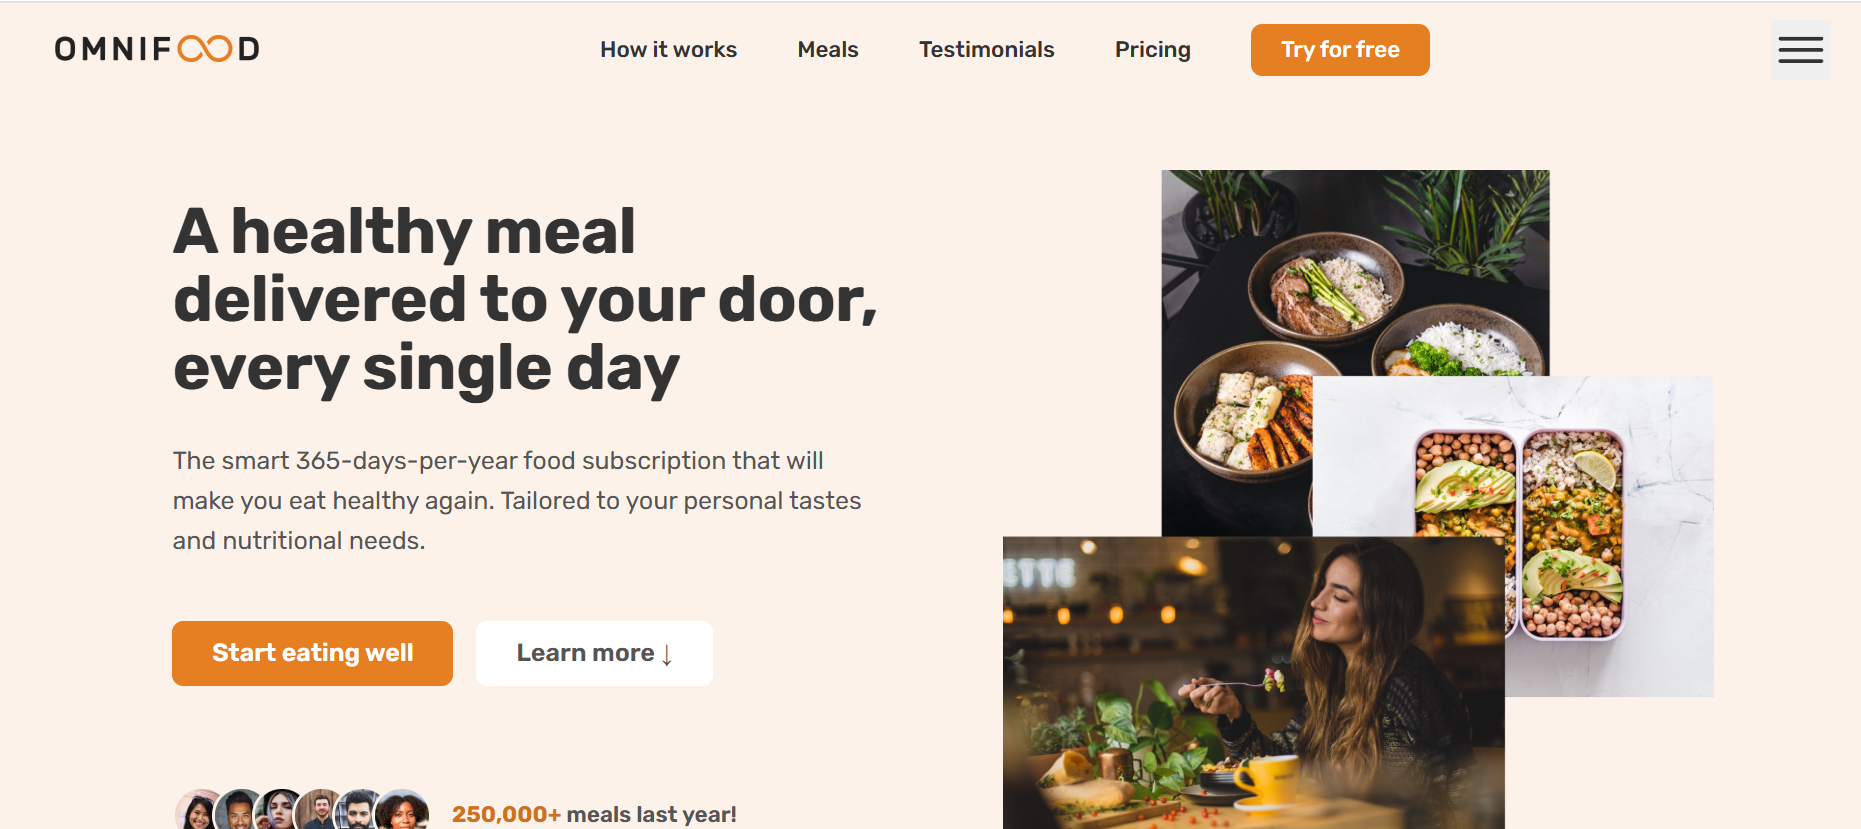 OMNIFOOD
How it works
Meals
Testimonials
Pricing
Try for free
A healthy meal
delivered to your door,
every single day
The smart 365-days-per-year food subscription that will
make you eat healthy again. Tailored to your personal tastes
and nutritional needs.
Start eating well
Learn more ↓
250,000+ meals last year!
ETTE